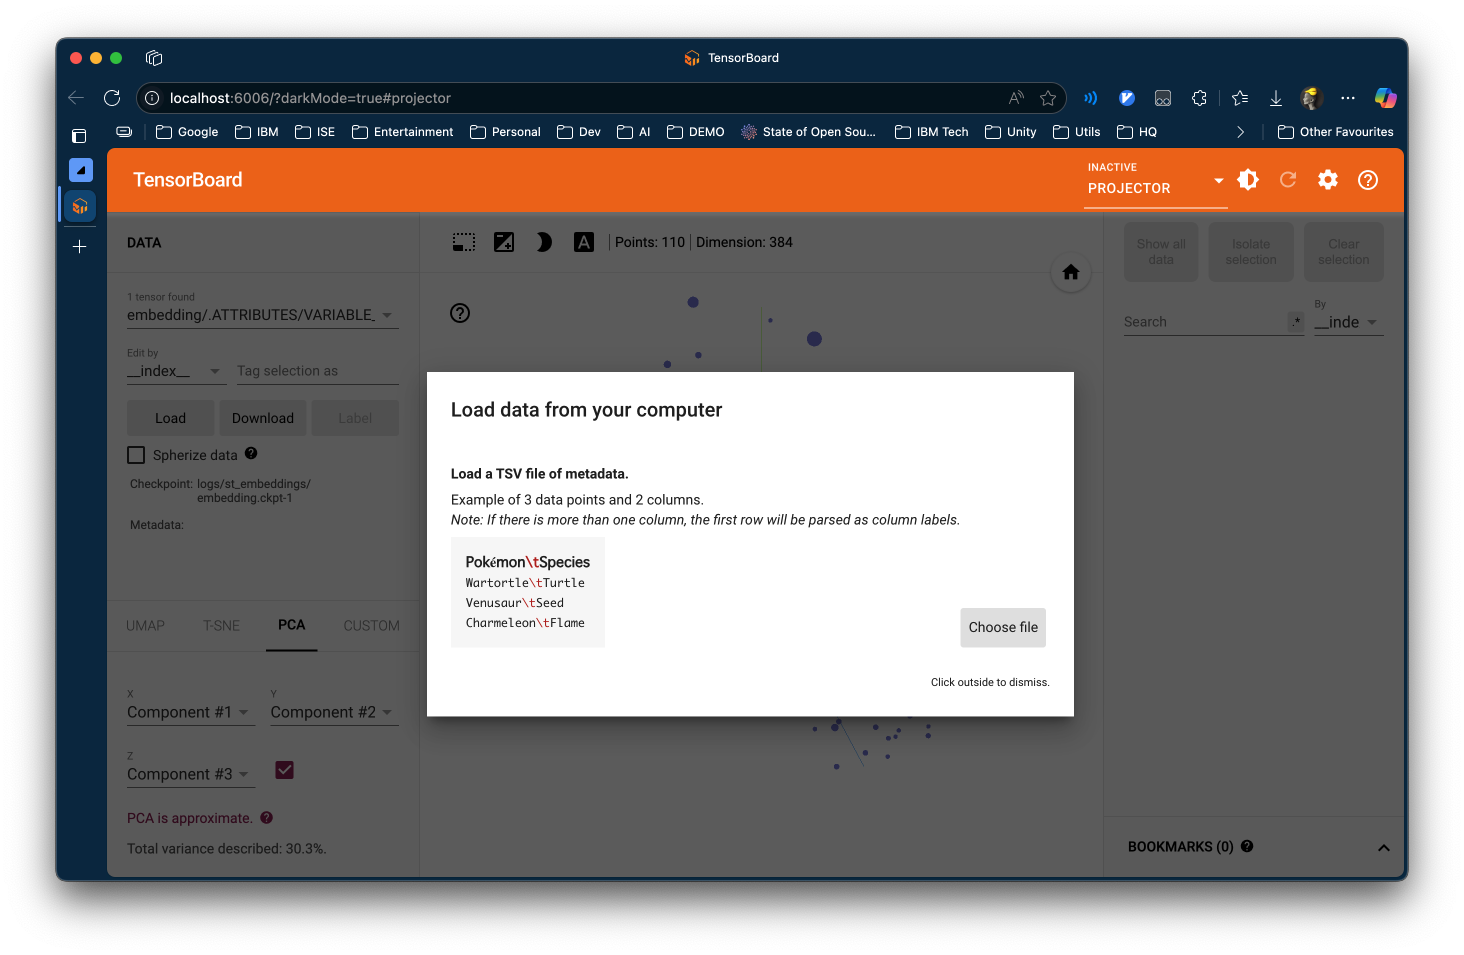 TensorBoard
localhost:6006/?darkMode=true#projector
Google IBM ISE Entertainment Personal Dev AI DEMO State of Open Sou... IBM Tech Unity Utils HQ Other Favourites
TensorBoard
INACTIVE
PROJECTOR
DATA
Points: 110 Dimension: 384
Show all data
Isolate selection
Clear selection
1 tensor found
embedding/.ATTRIBUTES/VARIABLE_
Edit by
__index__ Tag selection as
Load Download Label
Spherize data
Checkpoint: logs/st_embeddings/
embedding.ckpt-1
Metadata:
UMAP T-SNE PCA CUSTOM
X Y
Component #1 Component #2
Z
Component #3
PCA is approximate.
Total variance described: 30.3%.
By
Search .* __inde
Load data from your computer
Load a TSV file of metadata.
Example of 3 data points and 2 columns.
Note: If there is more than one column, the first row will be parsed as column labels.
Pokémon\tSpecies
Wartortle\tTurtle
Venusaur\tSeed
Charmeleon\tFlame
Choose file
Click outside to dismiss.
BOOKMARKS (0)